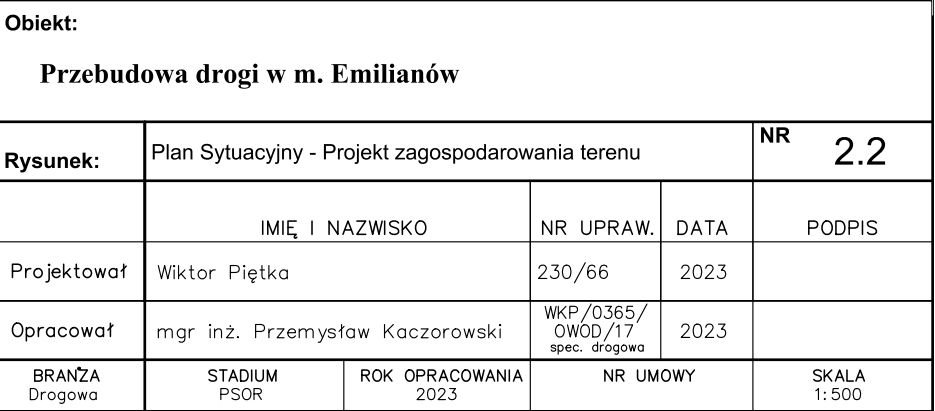 Obiekt:
Przebudowa drogi w m. Emilianów
Rysunek:
Plan Sytuacyjny - Projekt zagospodarowania terenu
NR
2.2
IMIĘ I NAZWISKO
NR UPRAW.
DATA
PODPIS
Projektował
Wiktor Piętka
230/66
2023
Opracował
mgr inż. Przemysław Kaczorowski
WKP/0365/
OWOD/17
spec. drogowa
2023
BRANŻA
Drogowa
STADIUM
PSOR
ROK OPRACOWANIA
2023
NR UMOWY
SKALA
1:500